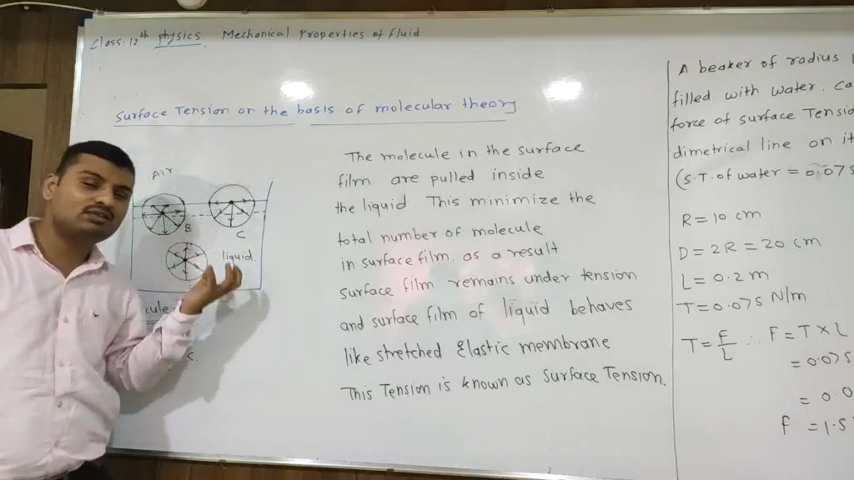 Class: 12th physics, Mechanical Properties of fluid
Surface Tension on the basis of molecular theory
Air
B
C
liquid
C
The molecule in the surface
film are pulled inside
the liquid. This minimize the
total number of molecule
in surface film as a result
surface film remains under tension
and surface film of liquid behaves
like stretched Elastic membrane
This Tension is known as Surface Tension.
A beaker of radius
filled with water.
force of surface
dimetrical line on
(S.T. of water =
R = 10 cm
D = 2R = 20 cm
L = 0.2 m
T = 0.075 N/m
T = F/L ∴ F = T × L
= 0.075
= 0.0
F = 1.5